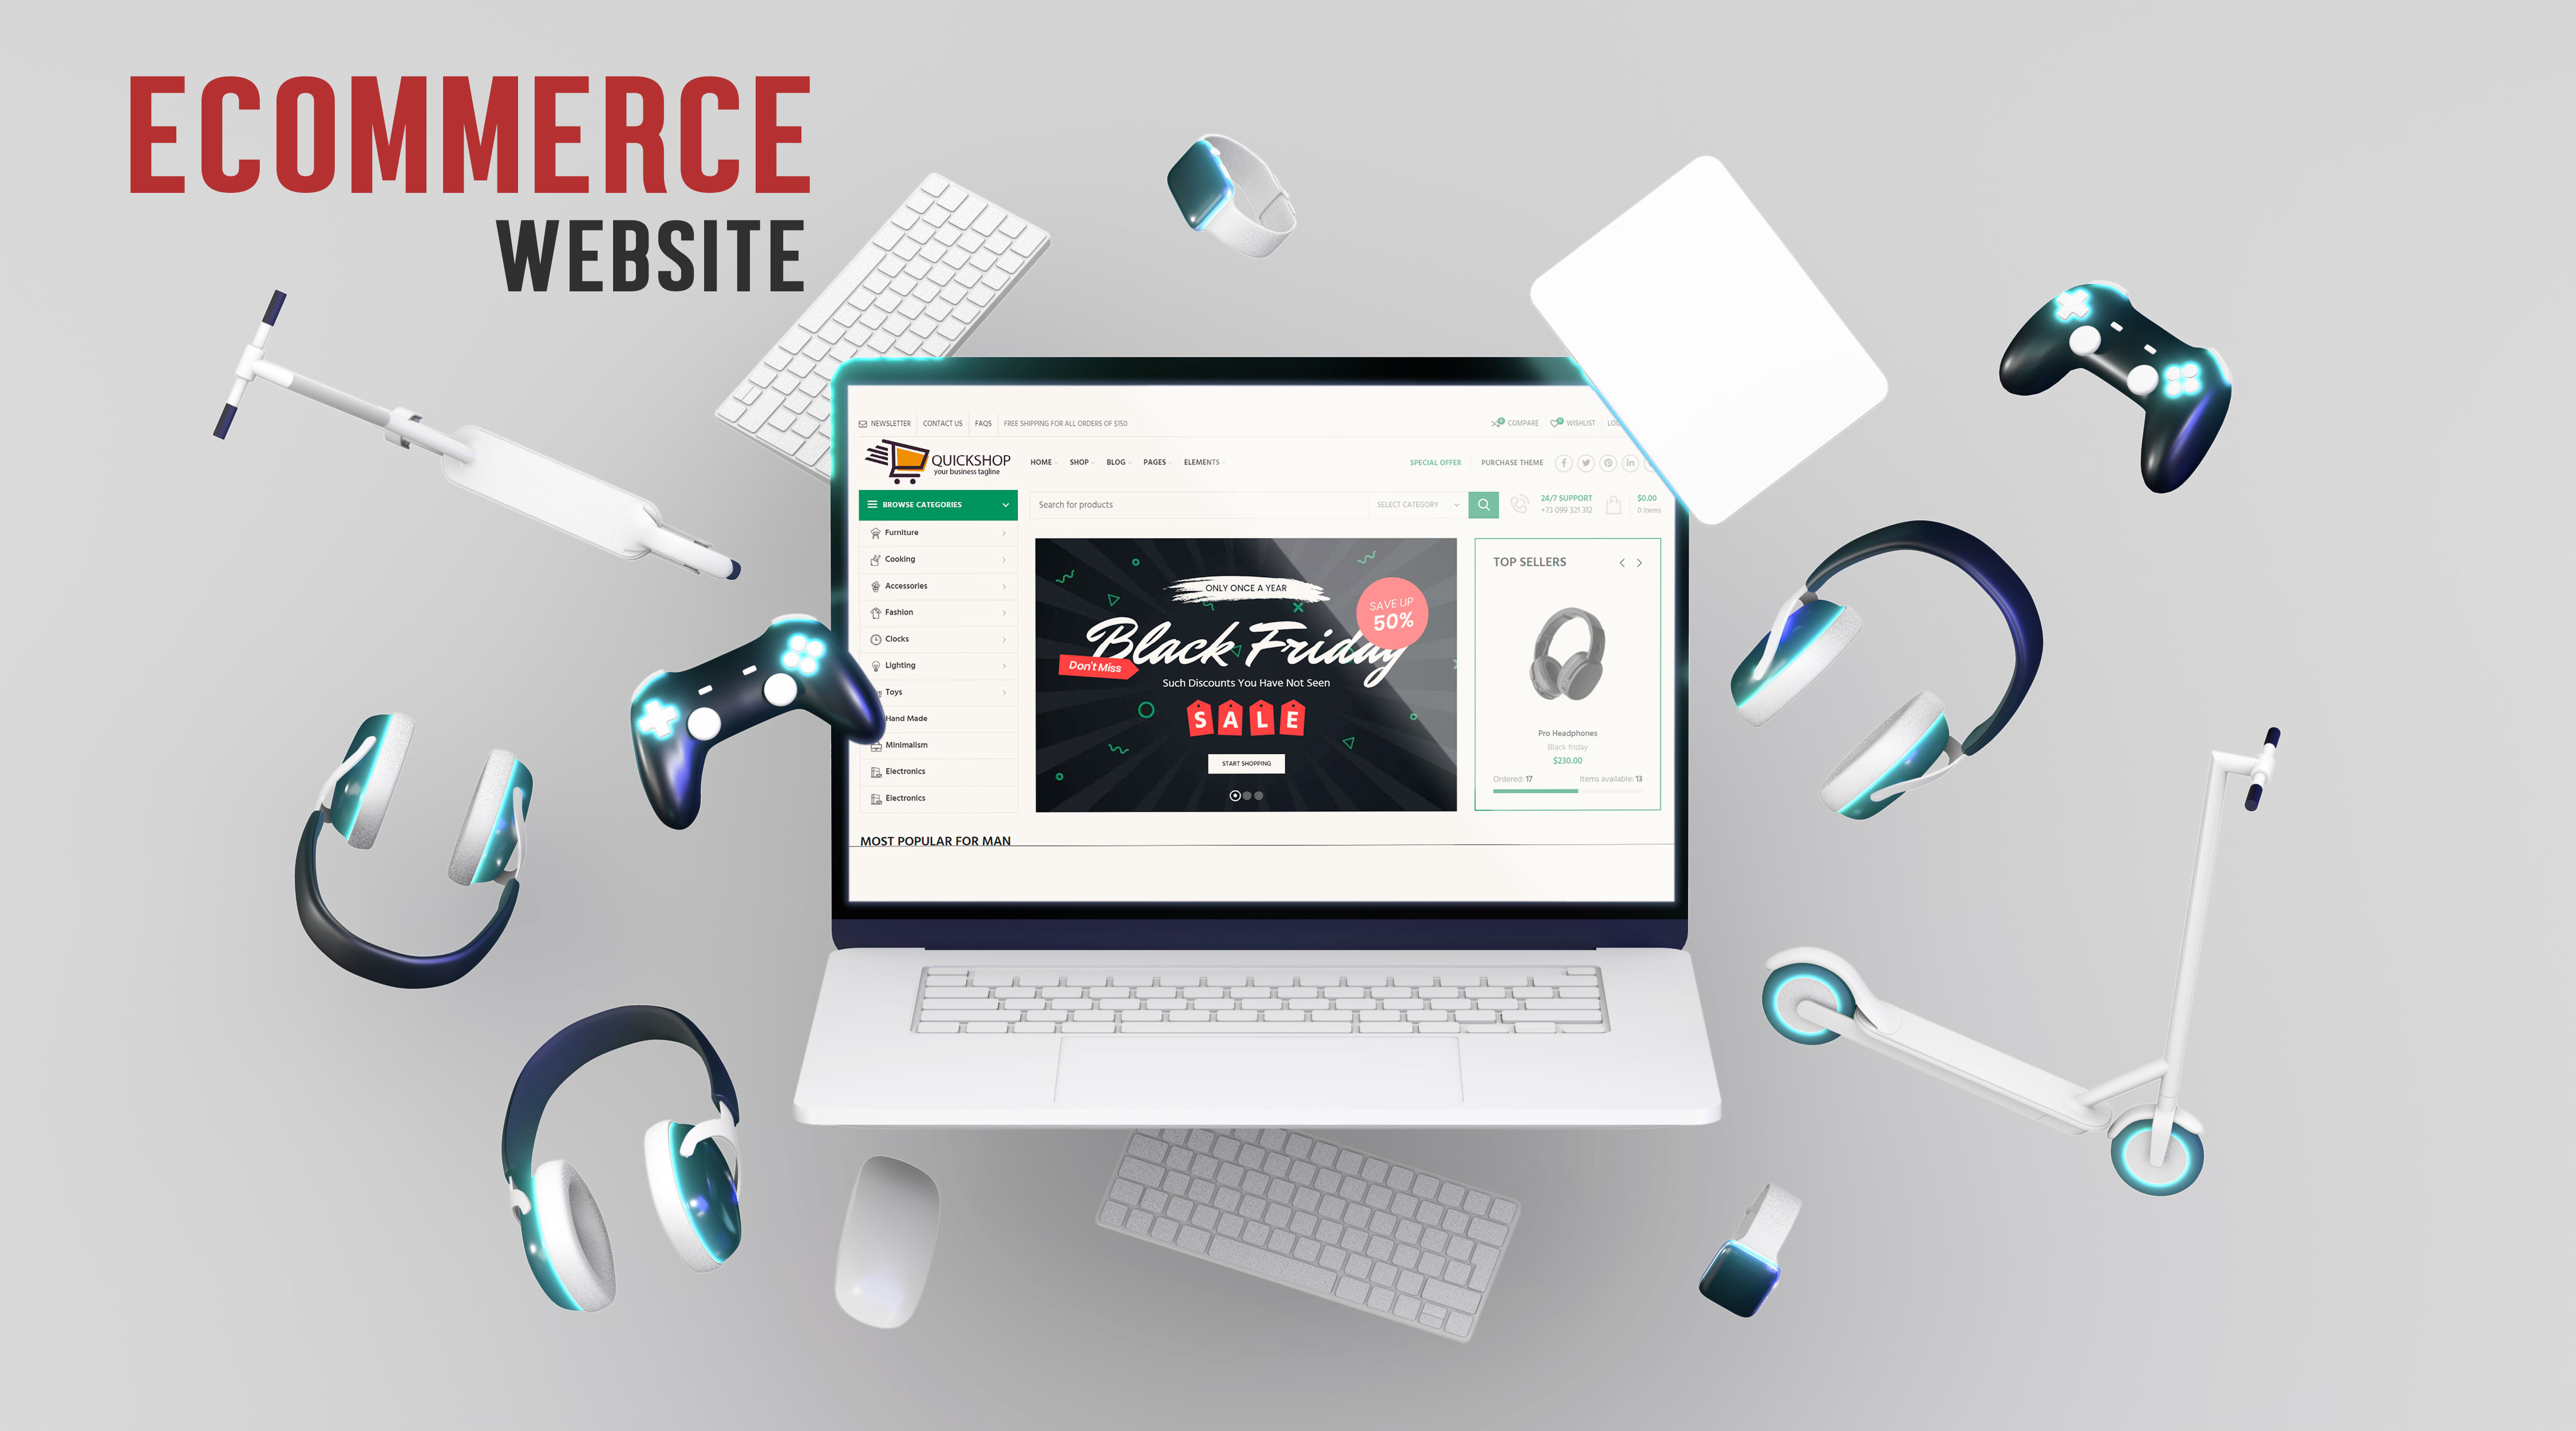 ECOMMERCE
WEBSITE
NEWSLETTER CONTACT US FAQS FREE SHIPPING FOR ALL ORDERS OF $150 COMPARE WISHLIST
QUICKSHOP
your business tagline
HOME SHOP BLOG PAGES ELEMENTS SPECIAL OFFER PURCHASE THEME
BROWSE CATEGORIES
Search for products SELECT CATEGORY
24/7 SUPPORT
+73 099 321 312
$0.00
0 items
Furniture
Cooking
Accessories
Fashion
Clocks
Lighting
Toys
Hand Made
Minimalism
Electronics
Electronics
ONLY ONCE A YEAR
SAVE UP
50%
Black Friday
Don't Miss
Such Discounts You Have Not Seen
SALE
START SHOPPING
TOP SELLERS
Pro Headphones
Black friday
$230.00
Ordered: 17 Items available: 13
MOST POPULAR FOR MAN